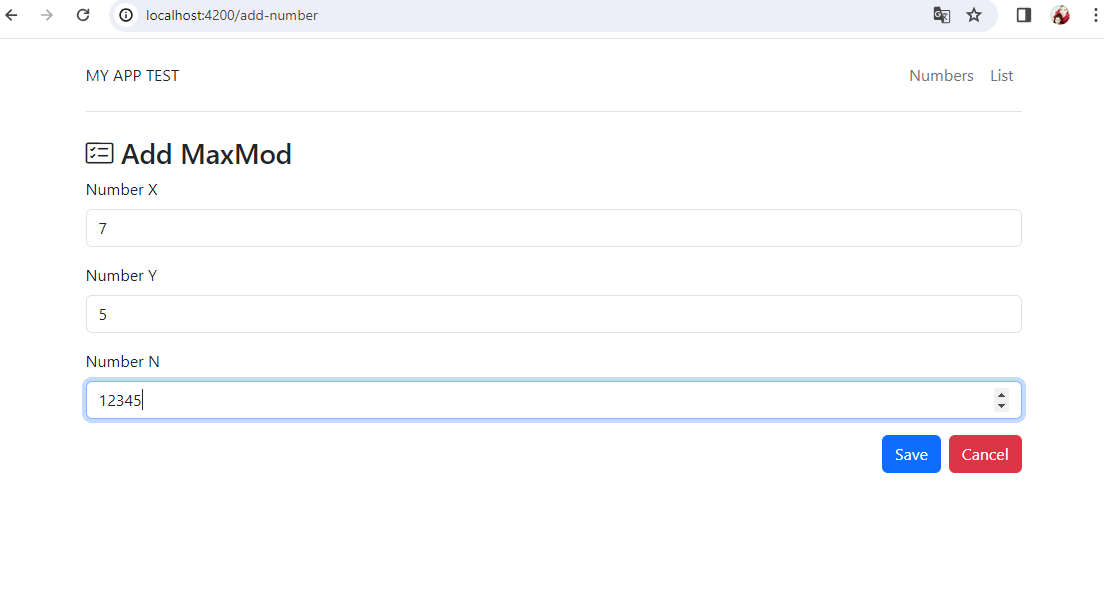 localhost:4200/add-number
MY APP TEST
Numbers List
Add MaxMod
Number X
7
Number Y
5
Number N
12345
Save Cancel